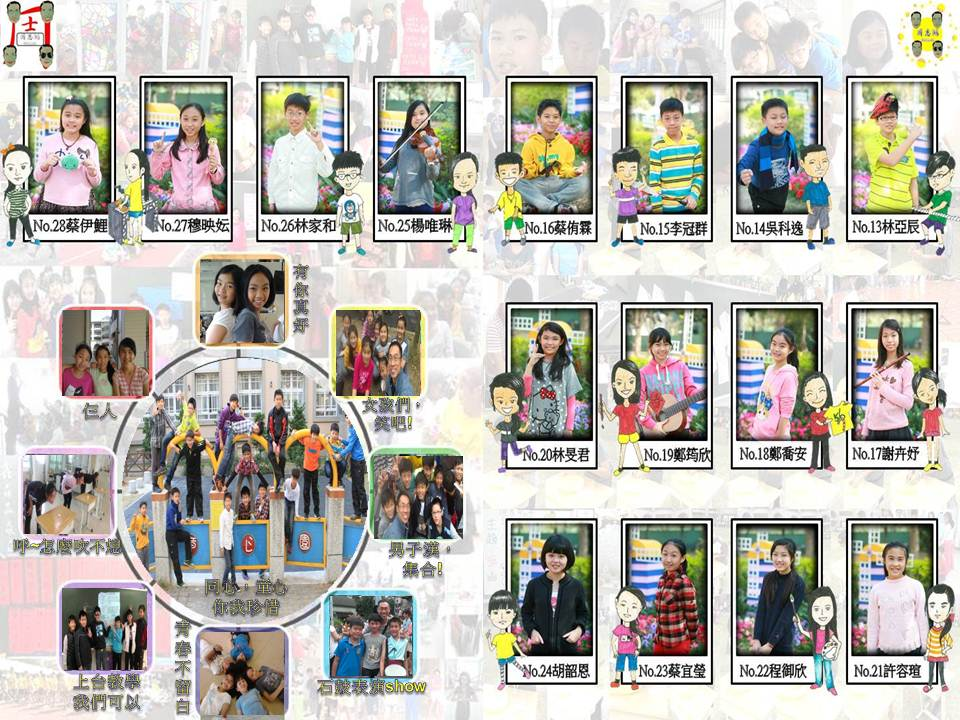 士
No.28蔡伊鯉
No.27穆映妘
No.26林家和
No.25楊唯琳
No.16蔡侑霖
No.15李冠群
No.14吳科逸
No.13林亞辰
有你真好
仨人
女孩們，
笑吧!
呼~怎麼吹不熄
男子漢，
集合!
心
園
同心，童心
你我珍惜
上台教學
我們可以
青春不留白
石鼓表演show
No.20林旻君
No.19鄭筠欣
No.18鄭喬安
No.17謝卉妤
No.24胡韶恩
No.23蔡宜瑩
No.22程御欣
No.21許容瑄